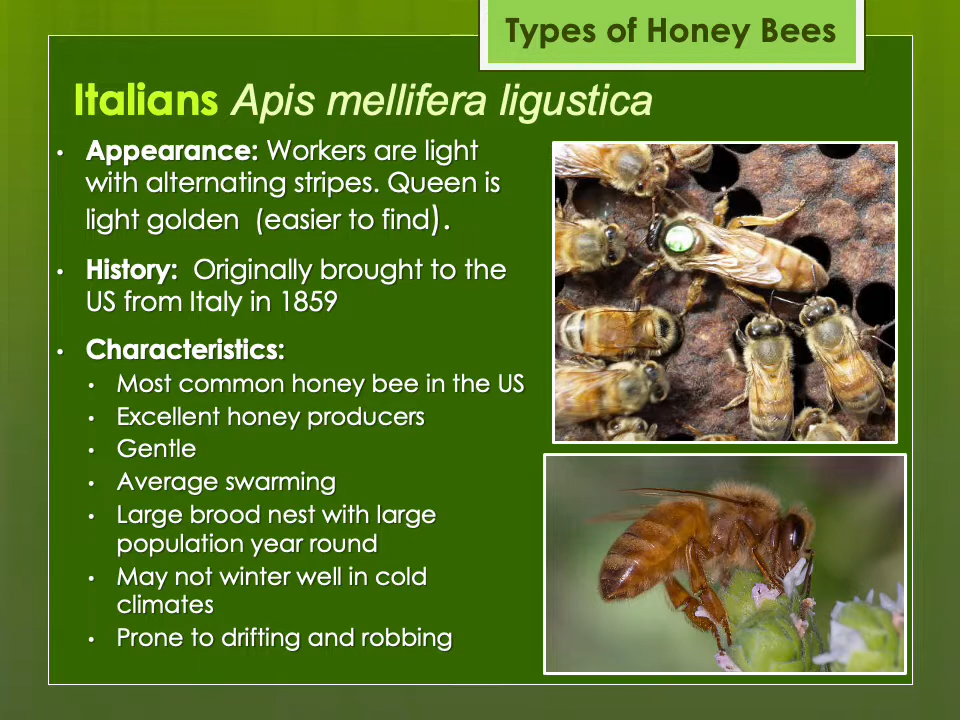 Types of Honey Bees
Italians Apis mellifera ligustica
• Appearance: Workers are light
with alternating stripes. Queen is
light golden (easier to find).
• History: Originally brought to the
US from Italy in 1859
• Characteristics:
• Most common honey bee in the US
• Excellent honey producers
• Gentle
• Average swarming
• Large brood nest with large
population year round
• May not winter well in cold
climates
• Prone to drifting and robbing